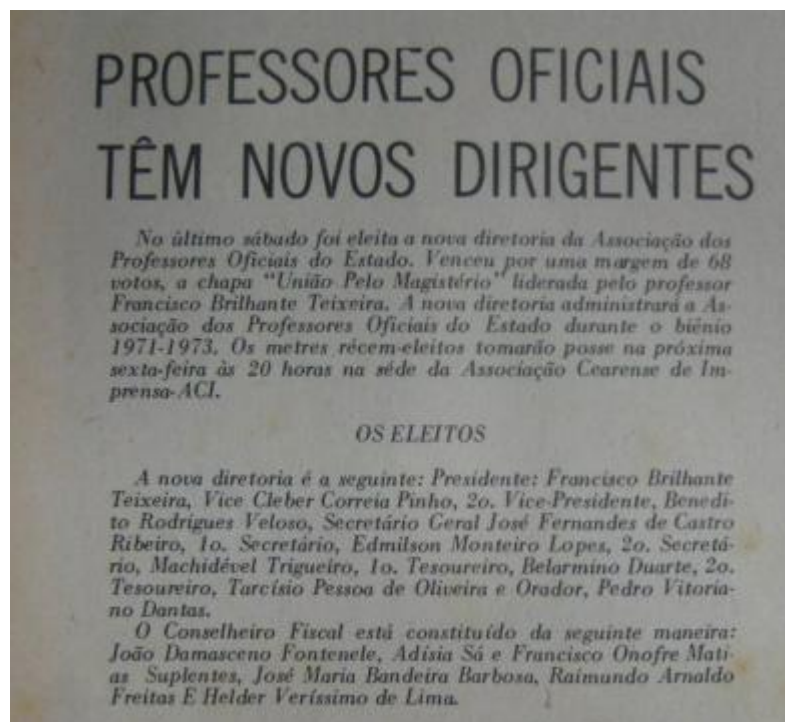 PROFESSORES OFICIAIS
TÊM NOVOS DIRIGENTES
No último sábado foi eleita a nova diretoria da Associação dos
Professores Oficiais do Estado. Venceu por uma margem de 68
votos, a chapa "União Pelo Magistério" liderada pelo professor
Francisco Brilhante Teixeira. A nova diretoria administrará a As-
sociação dos Professores Oficiais do Estado durante o biênio
1971-1973. Os metres récem-eleitos tomarão posse na próxima
sexta-feira às 20 horas na séde da Associação Cearense de Im-
prensa-ACI.
OS ELEITOS
A nova diretoria é a seguinte: Presidente: Francisco Brilhante
Teixeira, Vice Cleber Correia Pinho, 2o. Vice-Presidente, Benedi-
to Rodrigues Veloso, Secretário Geral José Fernandes de Castro
Ribeiro, 1o. Secretário, Edmilson Monteiro Lopes, 2o. Secretá-
rio, Machidével Trigueiro, 1o. Tesoureiro, Belarmino Duarte, 2o.
Tesoureiro, Tarcísio Pessoa de Oliveira e Orador, Pedro Vitoria-
no Dantas.
O Conselheiro Fiscal está constituído da seguinte maneira:
João Damasceno Fontenele, Adísia Sá e Francisco Onofre Mati-
as Suplentes, José Maria Bandeira Barbosa, Raimundo Arnaldo
Freitas E Helder Veríssimo de Lima.